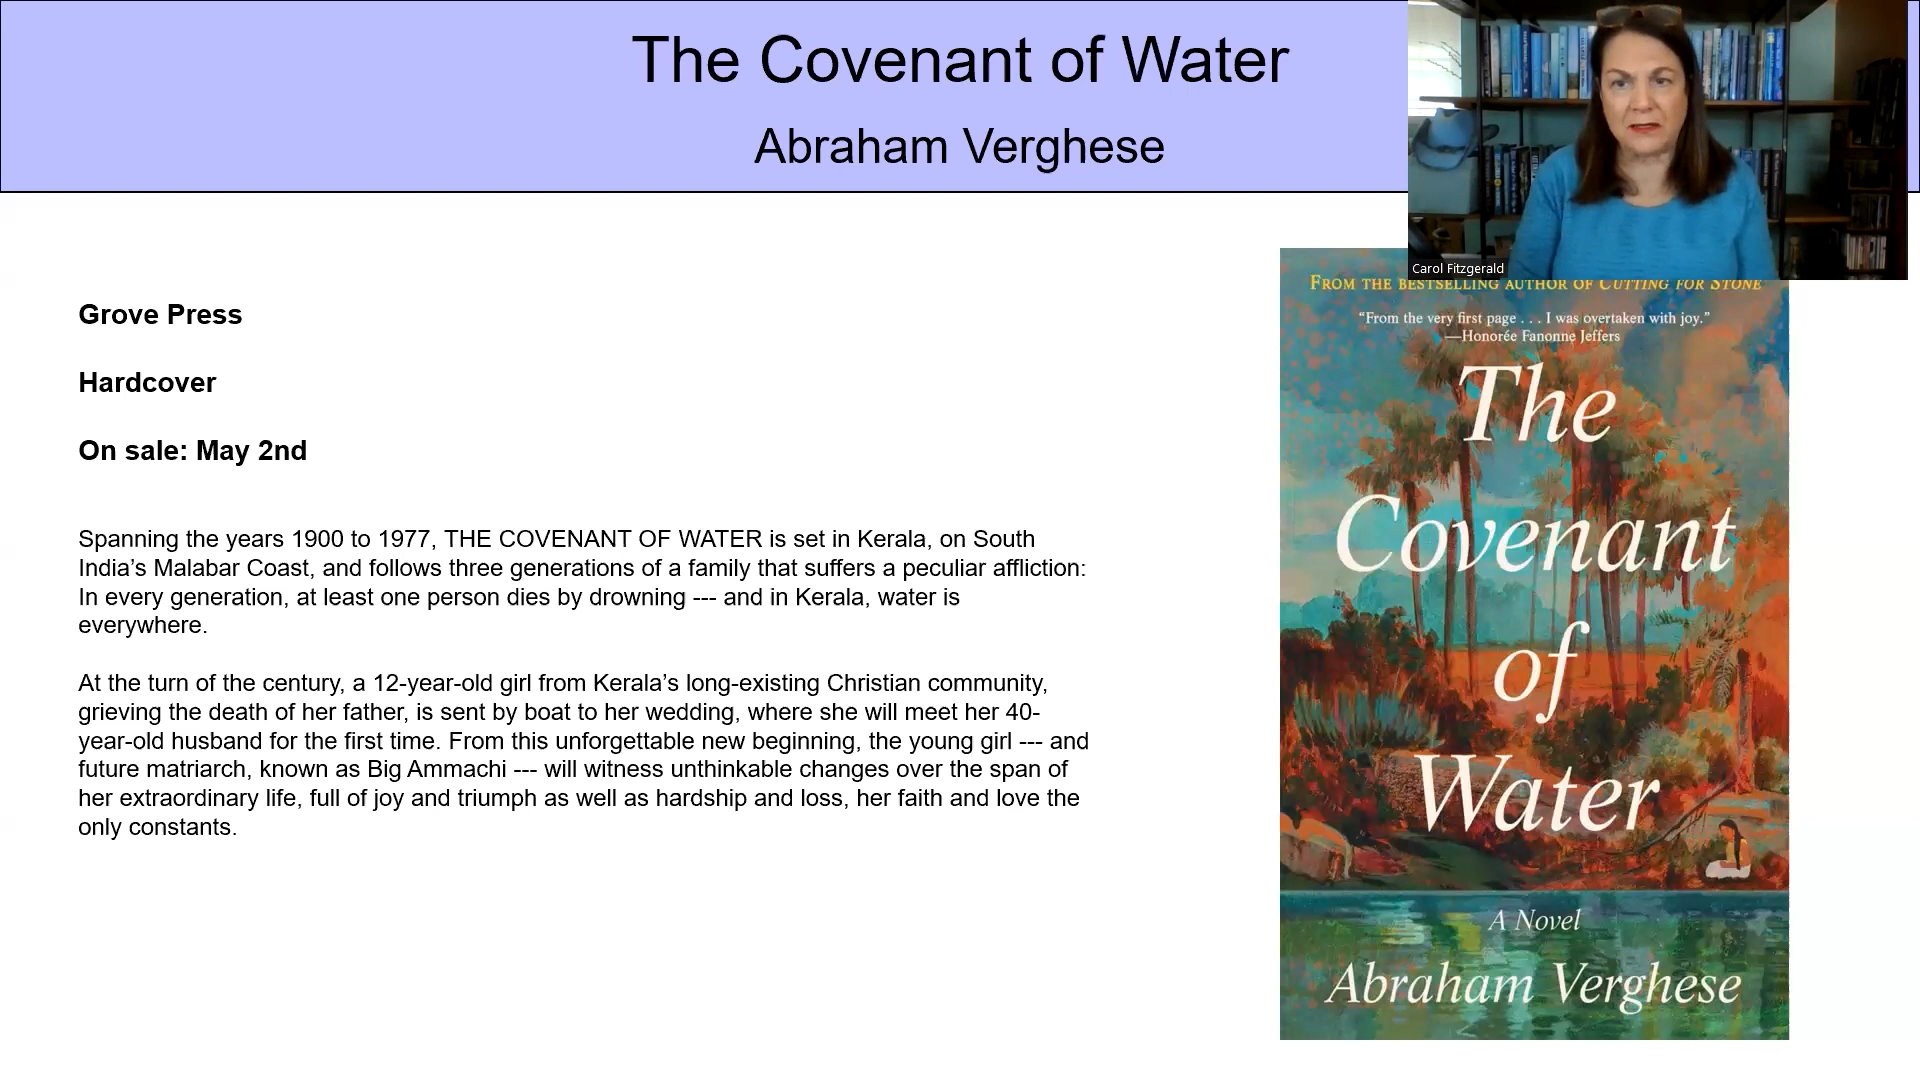 The Covenant of Water
Abraham Verghese
Carol Fitzgerald
Grove Press
Hardcover
On sale: May 2nd
Spanning the years 1900 to 1977, THE COVENANT OF WATER is set in Kerala, on South
India’s Malabar Coast, and follows three generations of a family that suffers a peculiar affliction:
In every generation, at least one person dies by drowning --- and in Kerala, water is
everywhere.
At the turn of the century, a 12-year-old girl from Kerala’s long-existing Christian community,
grieving the death of her father, is sent by boat to her wedding, where she will meet her 40-
year-old husband for the first time. From this unforgettable new beginning, the young girl --- and
future matriarch, known as Big Ammachi --- will witness unthinkable changes over the span of
her extraordinary life, full of joy and triumph as well as hardship and loss, her faith and love the
only constants.
FROM THE BESTSELLING AUTHOR OF CUTTING FOR STONE
“From the very first page . . . I was overtaken with joy.”
—Honorée Fanonne Jeffers
The
Covenant
of
Water
A Novel
Abraham Verghese